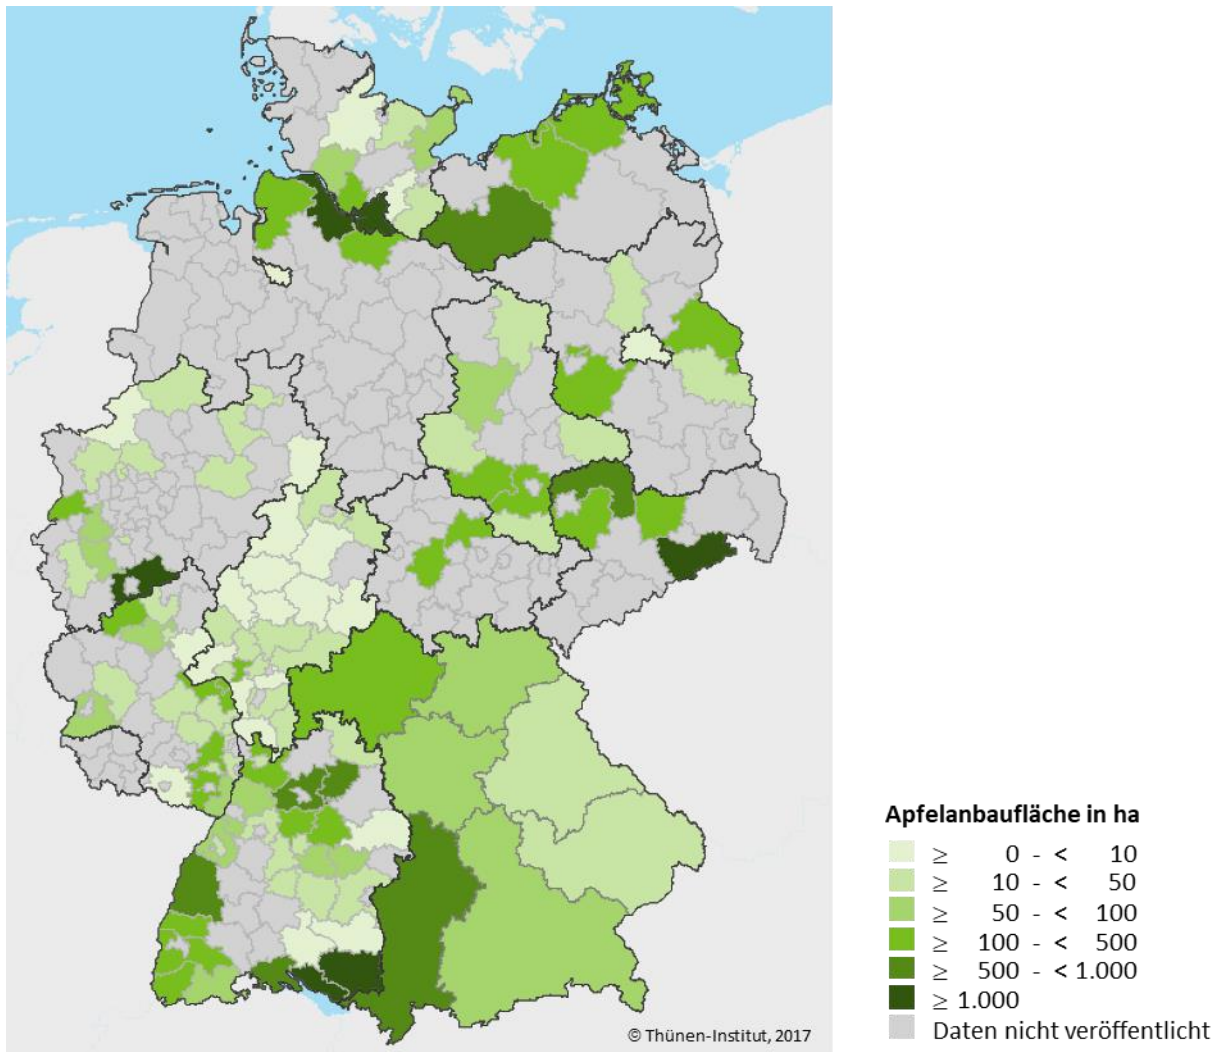 Apfelanbaufläche in ha
≥ 0 - < 10
≥ 10 - < 50
≥ 50 - < 100
≥ 100 - < 500
≥ 500 - < 1.000
≥ 1.000
Daten nicht veröffentlicht
© Thünen-Institut, 2017